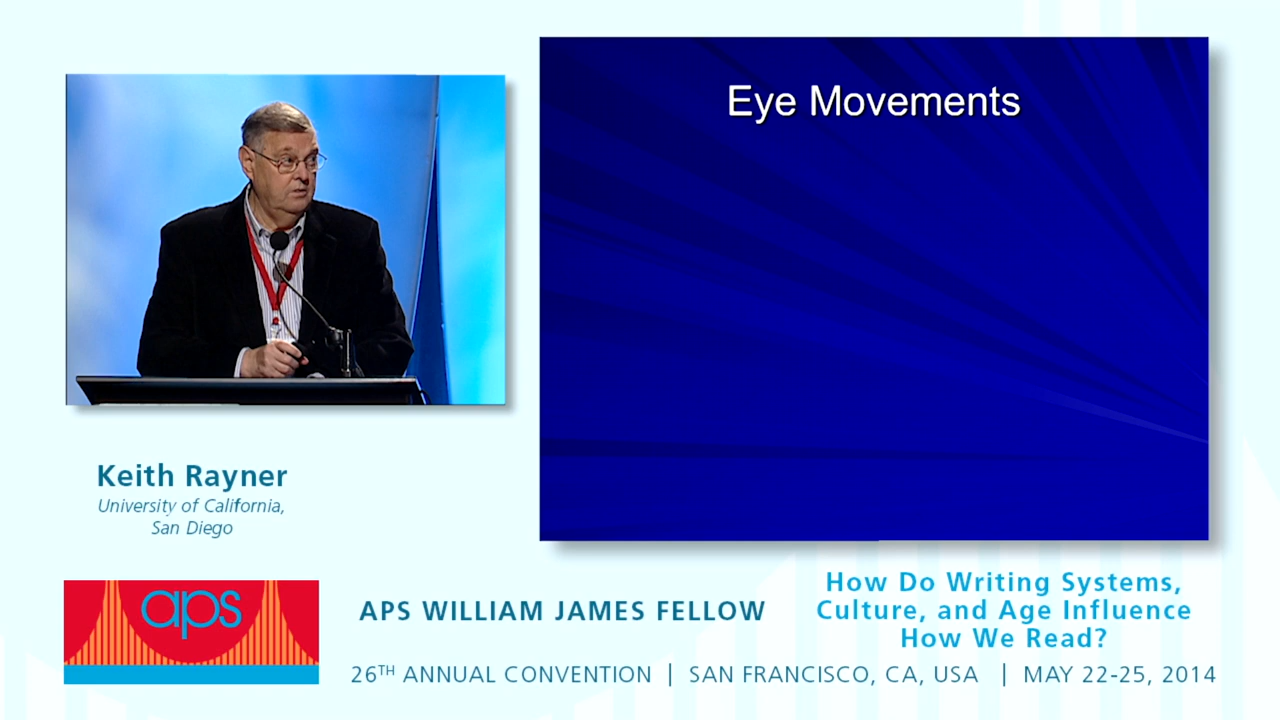 Eye Movements
Keith Rayner
University of California,
San Diego
aps
APS WILLIAM JAMES FELLOW
How Do Writing Systems,
Culture, and Age Influence
How We Read?
26TH ANNUAL CONVENTION | SAN FRANCISCO, CA, USA | MAY 22-25, 2014